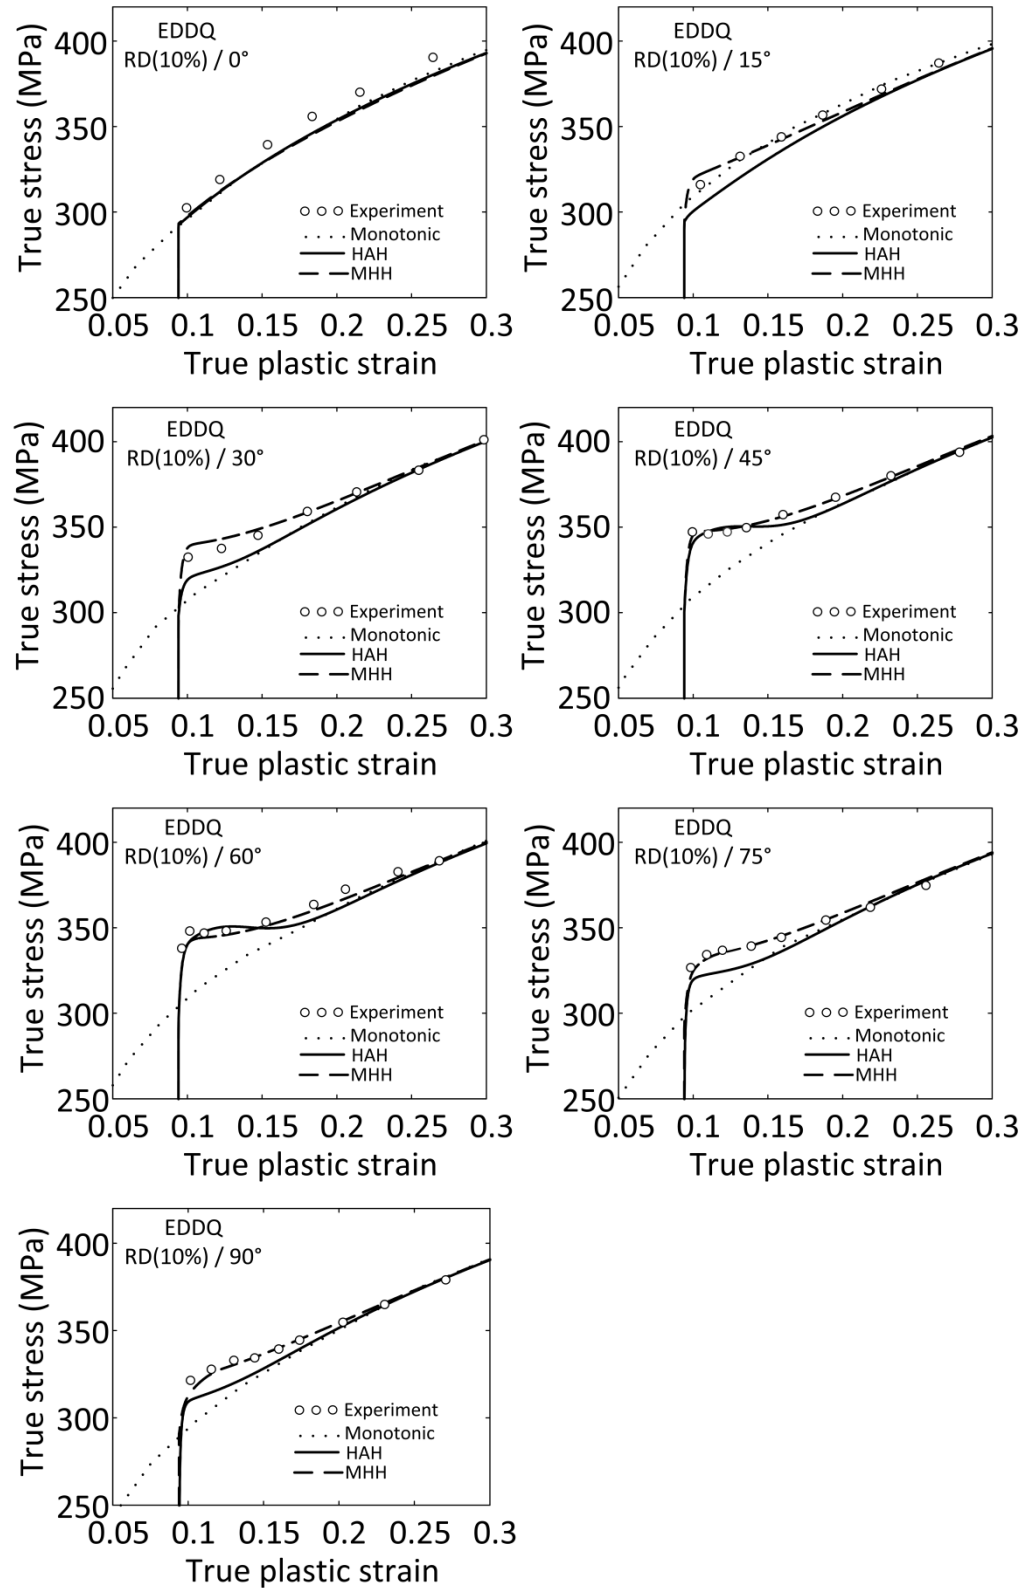 EDDQ
RD(10%) / 0°
True stress (MPa)
400
350
300
250
Experiment
Monotonic
HAH
MHH
0.05 0.1 0.15 0.2 0.25 0.3
True plastic strain
EDDQ
RD(10%) / 15°
True stress (MPa)
400
350
300
250
Experiment
Monotonic
HAH
MHH
0.05 0.1 0.15 0.2 0.25 0.3
True plastic strain
EDDQ
RD(10%) / 30°
True stress (MPa)
400
350
300
250
Experiment
Monotonic
HAH
MHH
0.05 0.1 0.15 0.2 0.25 0.3
True plastic strain
EDDQ
RD(10%) / 45°
True stress (MPa)
400
350
300
250
Experiment
Monotonic
HAH
MHH
0.05 0.1 0.15 0.2 0.25 0.3
True plastic strain
EDDQ
RD(10%) / 60°
True stress (MPa)
400
350
300
250
Experiment
Monotonic
HAH
MHH
0.05 0.1 0.15 0.2 0.25 0.3
True plastic strain
EDDQ
RD(10%) / 75°
True stress (MPa)
400
350
300
250
Experiment
Monotonic
HAH
MHH
0.05 0.1 0.15 0.2 0.25 0.3
True plastic strain
EDDQ
RD(10%) / 90°
True stress (MPa)
400
350
300
250
Experiment
Monotonic
HAH
MHH
0.05 0.1 0.15 0.2 0.25 0.3
True plastic strain